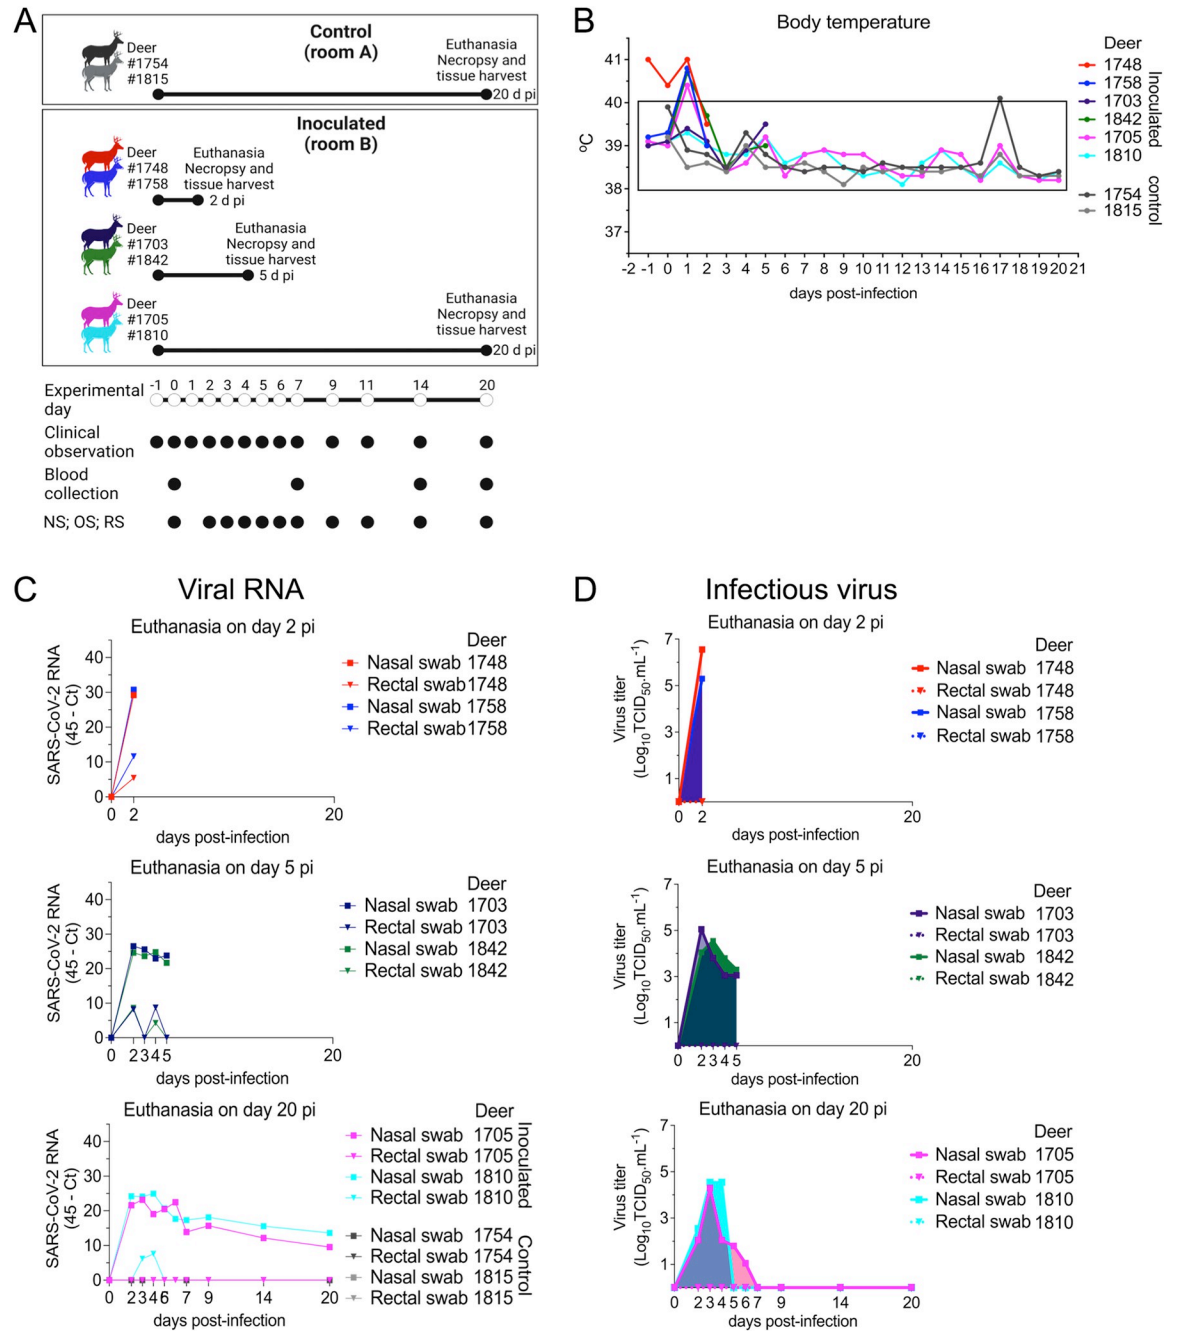 A
Control
(room A)
Deer
#1754
#1815
Euthanasia
Necropsy and
tissue harvest
20 d pi
Inoculated
(room B)
Deer
#1748
#1758
Euthanasia
Necropsy and
tissue harvest
2 d pi
Deer
#1703
#1842
Euthanasia
Necropsy and
tissue harvest
5 d pi
Deer
#1705
#1810
Euthanasia
Necropsy and
tissue harvest
20 d pi
Experimental
day
-1 0 1 2 3 4 5 6 7 9 11 14 20
Clinical
observation
Blood
collection
NS; OS; RS
B
Body temperature
ºC
41
40
39
38
37
-2 -1 0 1 2 3 4 5 6 7 8 9 10 11 12 13 14 15 16 17 18 19 20 21
days post-infection
Deer
1748
1758
1703
1842
1705
1810
Inoculated
1754
1815
control
C
Viral RNA
Euthanasia on day 2 pi
SARS-CoV-2 RNA
(45 - Ct)
40
30
20
10
0
0 2 20
days post-infection
Deer
Nasal swab 1748
Rectal swab 1748
Nasal swab 1758
Rectal swab 1758
Euthanasia on day 5 pi
SARS-CoV-2 RNA
(45 - Ct)
40
30
20
10
0
0 2 3 4 5 20
days post-infection
Deer
Nasal swab 1703
Rectal swab 1703
Nasal swab 1842
Rectal swab 1842
Euthanasia on day 20 pi
SARS-CoV-2 RNA
(45 - Ct)
40
30
20
10
0
0 2 3 4 5 7 9 14 20
days post-infection
Deer
Nasal swab 1705
Rectal swab 1705
Nasal swab 1810
Rectal swab 1810
Inoculated
Nasal swab 1754
Rectal swab 1754
Nasal swab 1815
Rectal swab 1815
Control
D
Infectious virus
Euthanasia on day 2 pi
Virus titer
(Log10TCID50.mL-1)
7
5
3
1
0 2 20
days post-infection
Deer
Nasal swab 1748
Rectal swab 1748
Nasal swab 1758
Rectal swab 1758
Euthanasia on day 5 pi
Virus titer
(Log10TCID50.mL-1)
7
5
3
1
0 2 3 4 5 20
days post-infection
Deer
Nasal swab 1703
Rectal swab 1703
Nasal swab 1842
Rectal swab 1842
Euthanasia on day 20 pi
Virus titer
(Log10TCID50.mL-1)
7
5
3
1
0 2 3 4 5 6 7 9 14 20
days post-infection
Deer
Nasal swab 1705
Rectal swab 1705
Nasal swab 1810
Rectal swab 1810